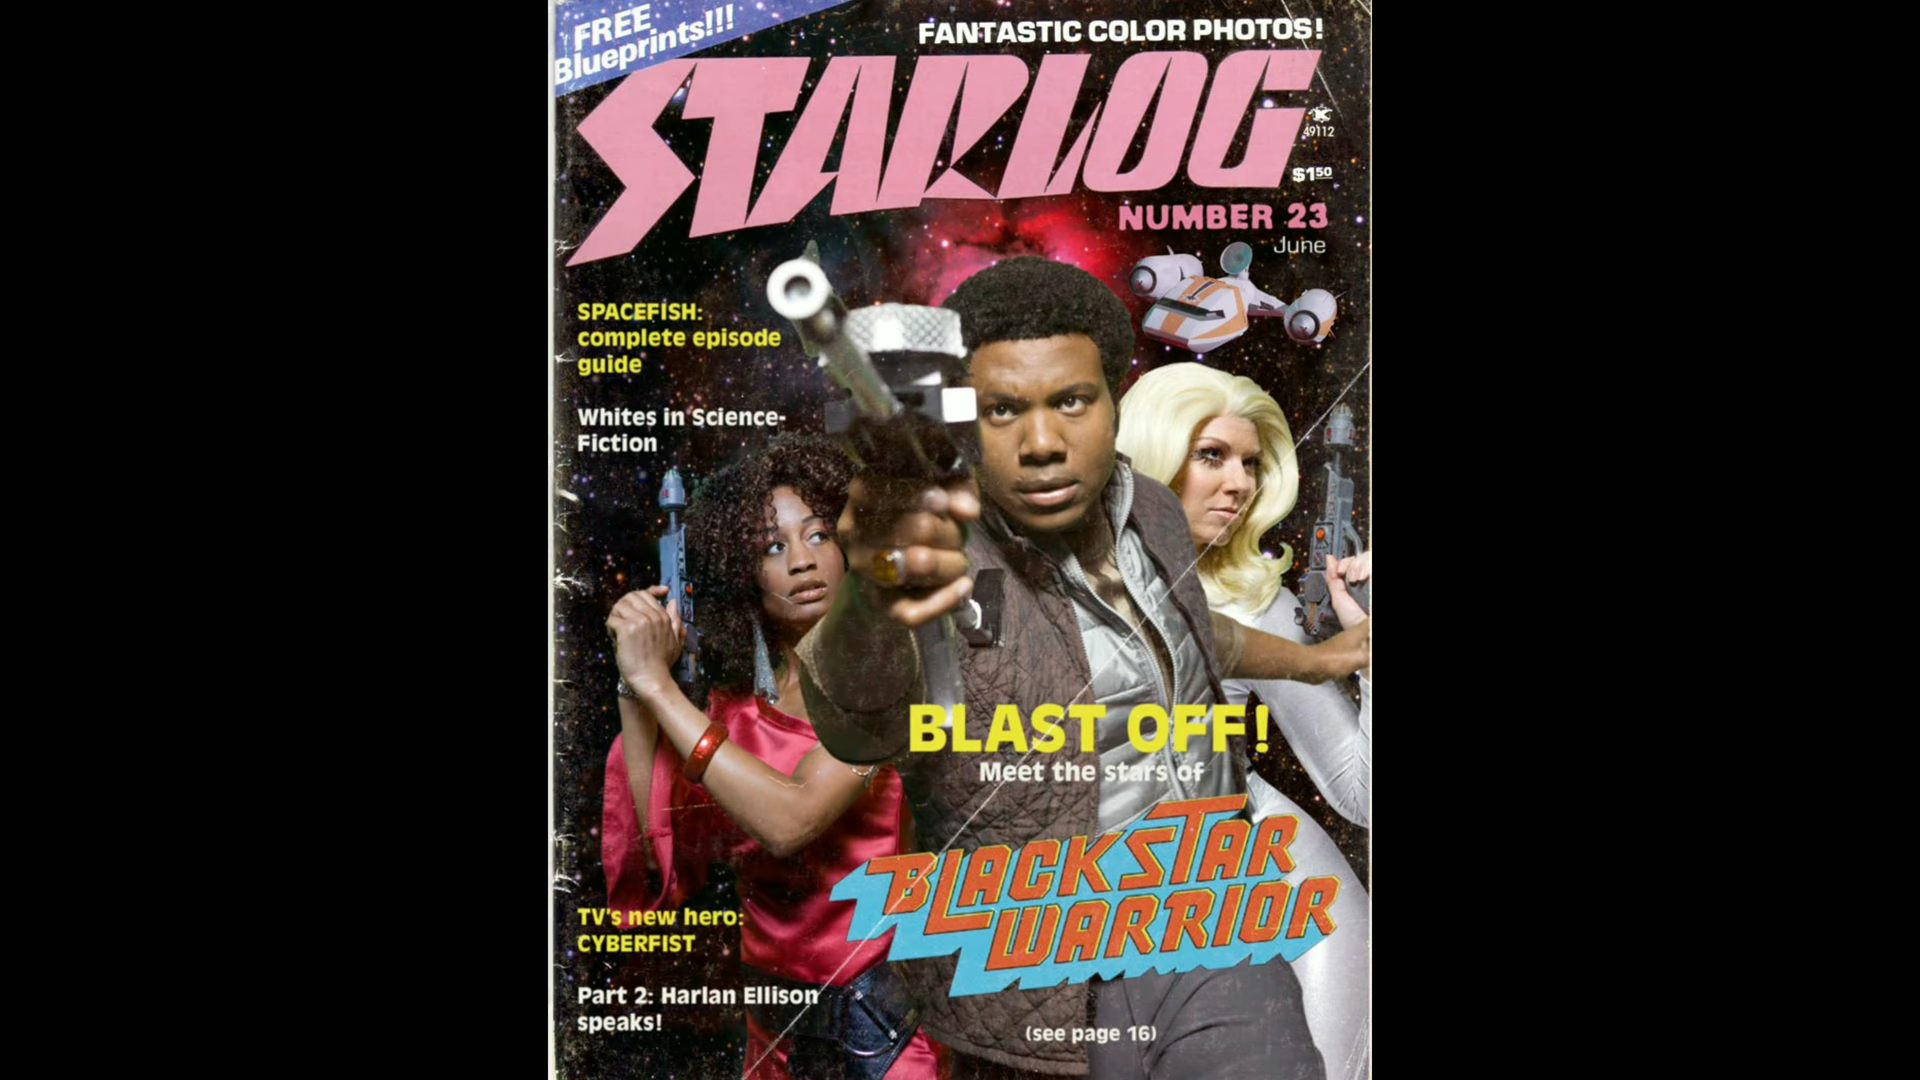 FREE
Blueprints!!!
FANTASTIC COLOR PHOTOS!
STARLOG
49112
$150
NUMBER 23
June
SPACEFISH:
complete episode
guide
Whites in Science-
Fiction
BLAST OFF!
Meet the stars of
BLACKSTAR
WARRIOR
TV's new hero:
CYBERFIST
Part 2: Harlan Ellison
speaks!
(see page 16)